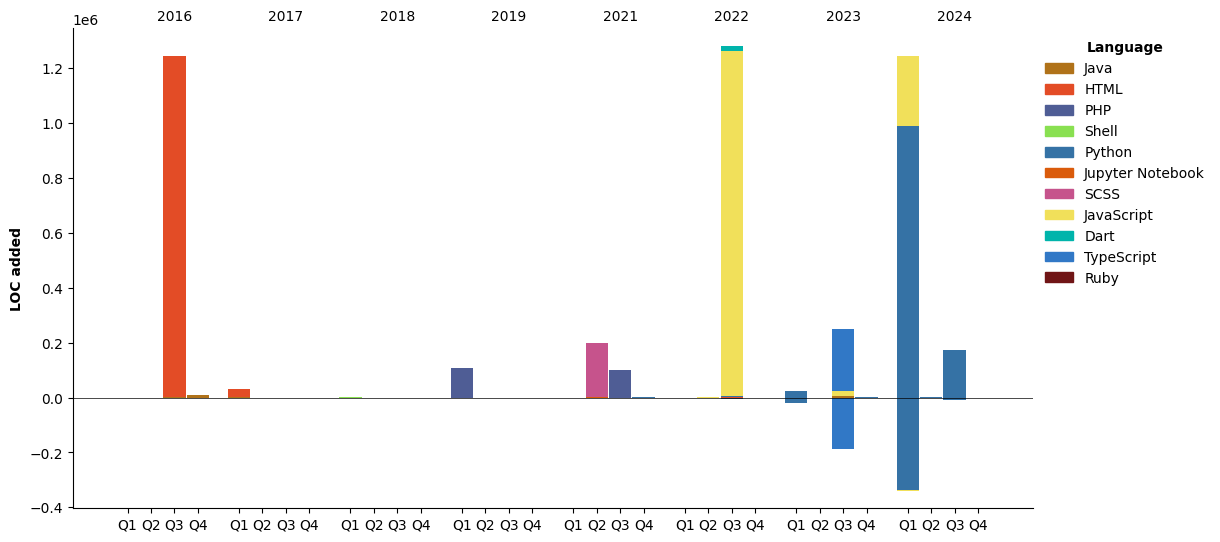 1e6
2016 2017 2018 2019 2021 2022 2023 2024
LOC added
1.2
1.0
0.8
0.6
0.4
0.2
0.0
−0.2
−0.4
Q1 Q2 Q3 Q4 Q1 Q2 Q3 Q4 Q1 Q2 Q3 Q4 Q1 Q2 Q3 Q4 Q1 Q2 Q3 Q4 Q1 Q2 Q3 Q4 Q1 Q2 Q3 Q4 Q1 Q2 Q3 Q4
Language
Java
HTML
PHP
Shell
Python
Jupyter Notebook
SCSS
JavaScript
Dart
TypeScript
Ruby